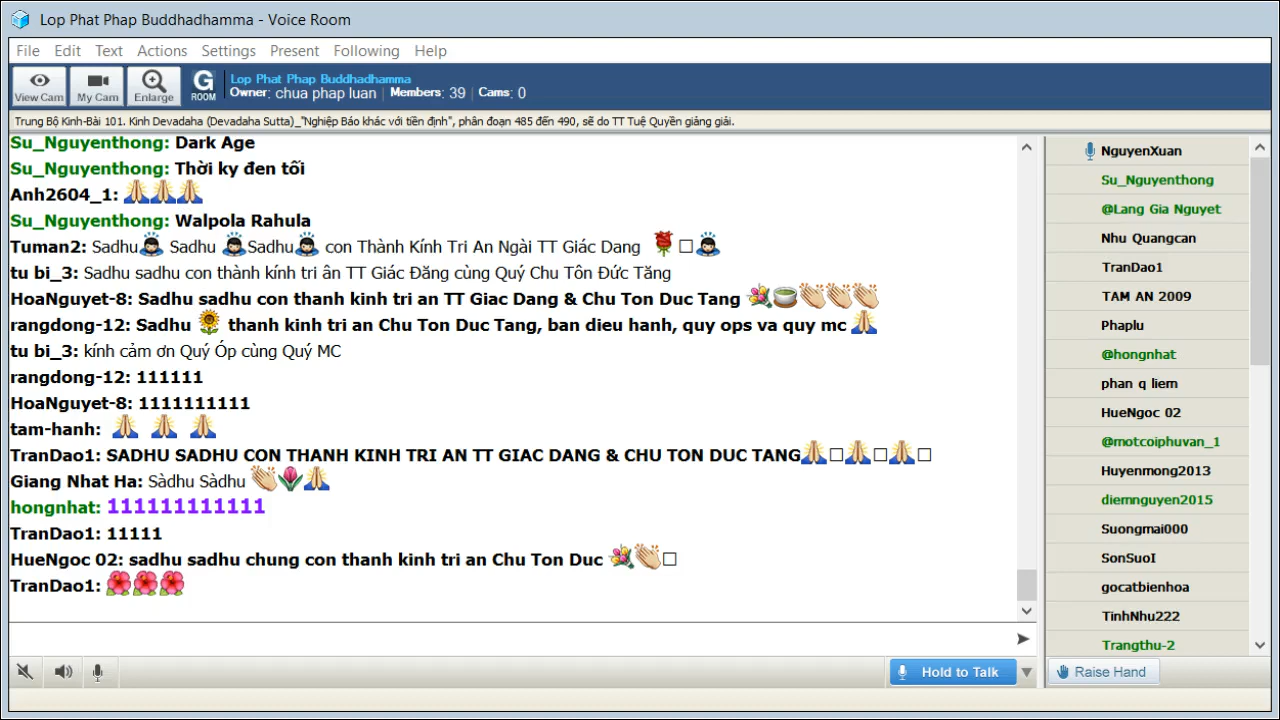 Lop Phat Phap Buddhadhamma - Voice Room
File Edit Text Actions Settings Present Following Help
View Cam My Cam Enlarge G ROOM
Lop Phat Phap Buddhadhamma
Owner: chua phap luan | Members: 39 | Cams: 0
Trung Bộ Kinh-Bài 101. Kinh Devadaha (Devadaha Sutta)_"Nghiệp Báo khác với tiền định", phân đoạn 485 đến 490, sẽ do TT Tuệ Quyền giảng giải.
Su_Nguyenthong: Dark Age
Su_Nguyenthong: Thời ky đen tối
Anh2604_1: 🙏🙏🙏
Su_Nguyenthong: Walpola Rahula
Tuman2: Sadhu🙇 Sadhu 🙇Sadhu🙇 con Thành Kính Tri An Ngài TT Giác Dang 🌹□🙇
tu bi_3: Sadhu sadhu con thành kính tri ân TT Giác Đăng cùng Quý Chu Tôn Đức Tăng
HoaNguyet-8: Sadhu sadhu con thanh kinh tri an TT Giac Dang & Chu Ton Duc Tang 💐🍵👏👏👏
rangdong-12: Sadhu 🌻 thanh kinh tri an Chu Ton Duc Tang, ban dieu hanh, quy ops va quy mc 🙏
tu bi_3: kính cảm ơn Quý Óp cùng Quý MC
rangdong-12: 111111
HoaNguyet-8: 1111111111
tam-hanh: 🙏 🙏 🙏
TranDao1: SADHU SADHU CON THANH KINH TRI AN TT GIAC DANG & CHU TON DUC TANG🙏□🙏□🙏□
Giang Nhat Ha: Sàdhu Sàdhu 👏🌷🙏
hongnhat: 111111111111
TranDao1: 11111
HueNgoc 02: sadhu sadhu chung con thanh kinh tri an Chu Ton Duc 💐👏□
TranDao1: 🌺🌺🌺
Hold to Talk
NguyenXuan
Su_Nguyenthong
@Lang Gia Nguyet
Nhu Quangcan
TranDao1
TAM AN 2009
Phaplu
@hongnhat
phan q liem
HueNgoc 02
@motcoiphuvan_1
Huyenmong2013
diemnguyen2015
Suongmai000
SonSuoI
gocatbienhoa
TinhNhu222
Trangthu-2
Raise Hand